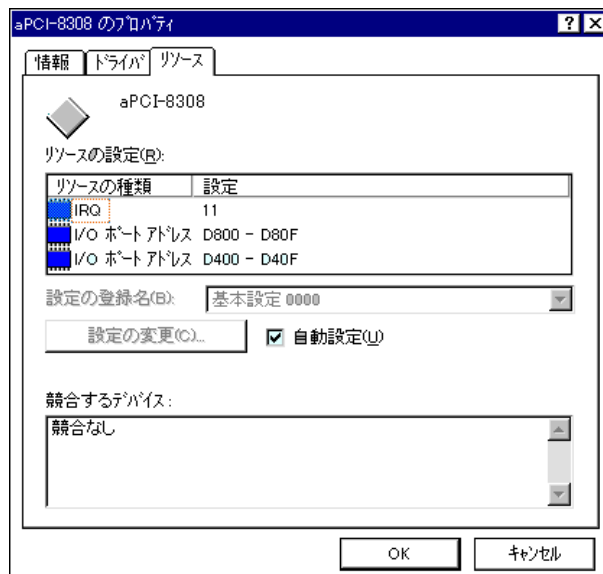 aPCI-8308 のﾌﾟﾛﾊﾟﾃｨ
情報 ﾄﾞﾗｲﾊﾞ ﾘｿｰｽ
aPCI-8308
ﾘｿｰｽの設定(R):
ﾘｿｰｽの種類 設定
IRQ 11
I/O ﾎﾟｰﾄ ｱﾄﾞﾚｽ D800 - D80F
I/O ﾎﾟｰﾄ ｱﾄﾞﾚｽ D400 - D40F
設定の登録名(B): 基本設定 0000
設定の変更(C)... 自動設定(U)
競合するﾃﾞﾊﾞｲｽ:
競合なし
OK ｷｬﾝｾﾙ